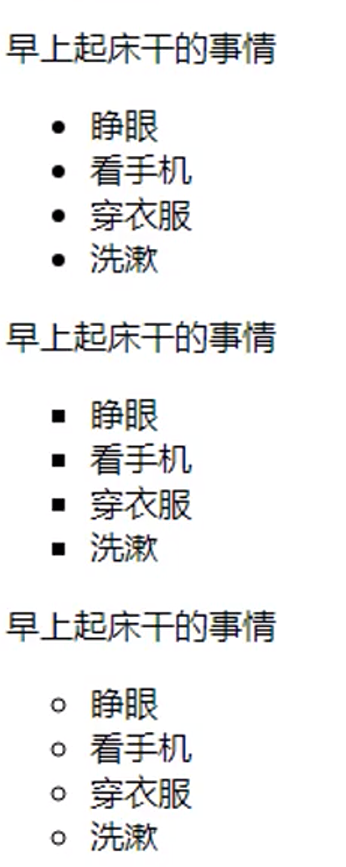 早上起床干的事情
睁眼
看手机
穿衣服
洗漱
早上起床干的事情
睁眼
看手机
穿衣服
洗漱
早上起床干的事情
睁眼
看手机
穿衣服
洗漱